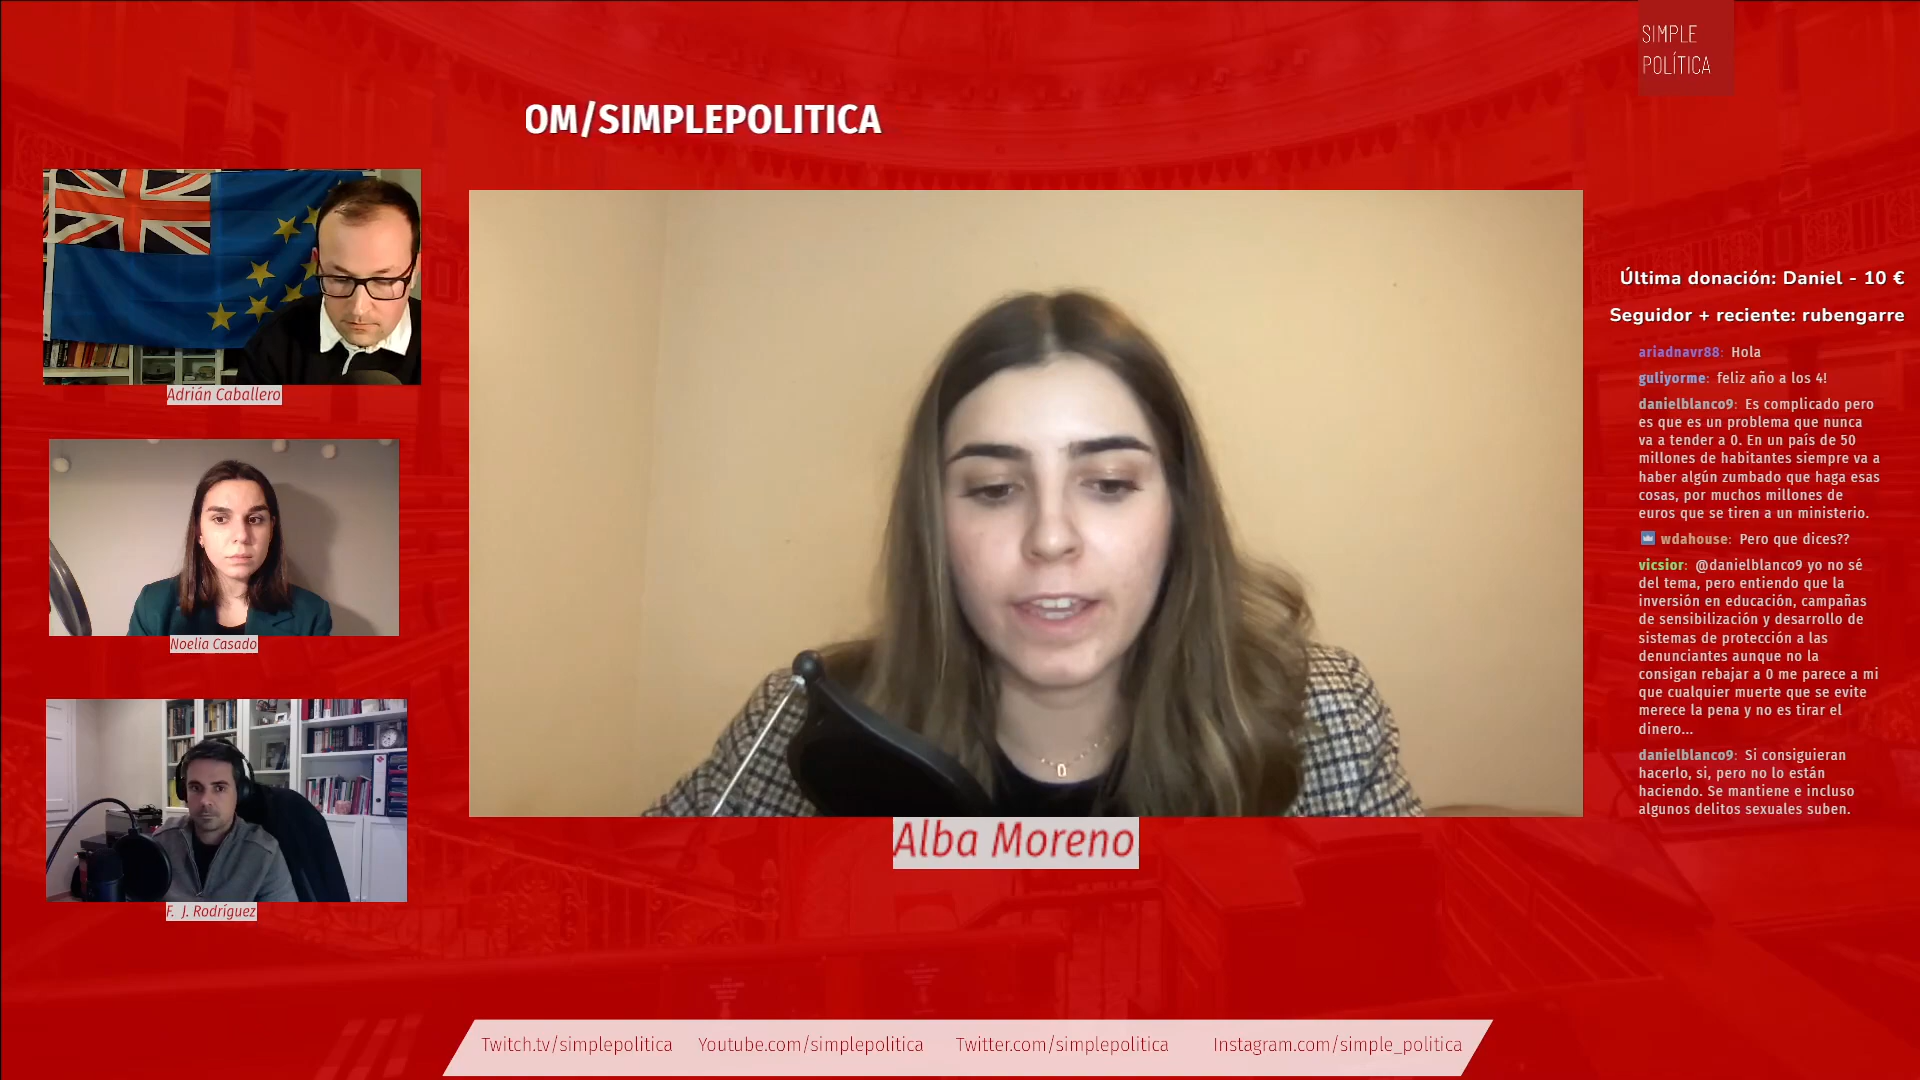 SIMPLE
POLÍTICA
OM/SIMPLEPOLITICA
Adrián Caballero
Noelia Casado
F. J. Rodríguez
Alba Moreno
Última donación: Daniel - 10 €
Seguidor + reciente: rubengarre
ariadnavr88: Hola
guliyorme: feliz año a los 4!
danielblanco9: Es complicado pero
es que es un problema que nunca
va a tender a 0. En un país de 50
millones de habitantes siempre va a
haber algún zumbado que haga esas
cosas, por muchos millones de
euros que se tiren a un ministerio.
wdahouse: Pero que dices??
vicsior: @danielblanco9 yo no sé
del tema, pero entiendo que la
inversión en educación, campañas
de sensibilización y desarrollo de
sistemas de protección a las
denunciantes aunque no la
consigan rebajar a 0 me parece a mi
que cualquier muerte que se evite
merece la pena y no es tirar el
dinero...
danielblanco9: Si consiguieran
hacerlo, si, pero no lo están
haciendo. Se mantiene e incluso
algunos delitos sexuales suben.
Twitch.tv/simplepolitica Youtube.com/simplepolitica Twitter.com/simplepolitica Instagram.com/simple_politica